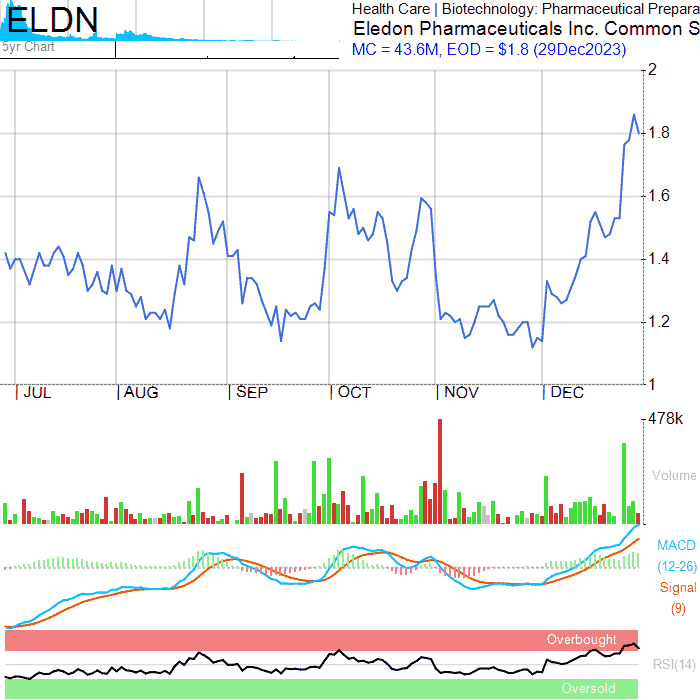 ELDN
5yr Chart
Health Care | Biotechnology: Pharmaceutical Prepara
Eledon Pharmaceuticals Inc. Common S
MC = 43.6M, EOD = $1.8 (29Dec2023)
2
1.8
1.6
1.4
1.2
1
JUL AUG SEP OCT NOV DEC
478k
Volume
MACD
(12-26)
Signal
(9)
Overbought
RSI(14)
Oversold